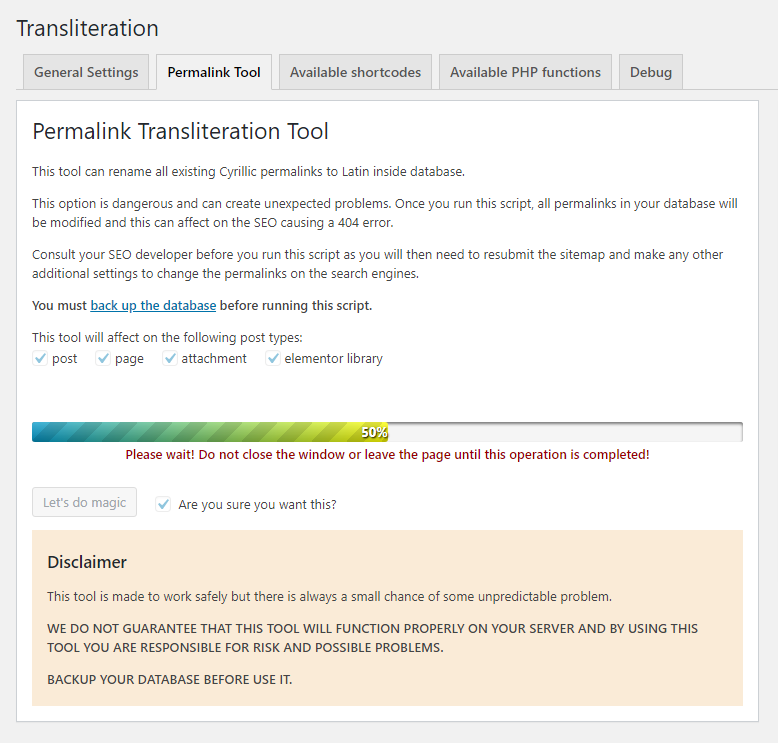 Transliteration
General Settings
Permalink Tool
Available shortcodes
Available PHP functions
Debug
Permalink Transliteration Tool
This tool can rename all existing Cyrillic permalinks to Latin inside database.
This option is dangerous and can create unexpected problems. Once you run this script, all permalinks in your database will
be modified and this can affect on the SEO causing a 404 error.
Consult your SEO developer before you run this script as you will then need to resubmit the sitemap and make any other
additional settings to change the permalinks on the search engines.
You must back up the database before running this script.
This tool will affect on the following post types:
post page attachment elementor library
50%
Please wait! Do not close the window or leave the page until this operation is completed!
Let's do magic
Are you sure you want this?
Disclaimer
This tool is made to work safely but there is always a small chance of some unpredictable problem.
WE DO NOT GUARANTEE THAT THIS TOOL WILL FUNCTION PROPERLY ON YOUR SERVER AND BY USING THIS
TOOL YOU ARE RESPONSIBLE FOR RISK AND POSSIBLE PROBLEMS.
BACKUP YOUR DATABASE BEFORE USE IT.